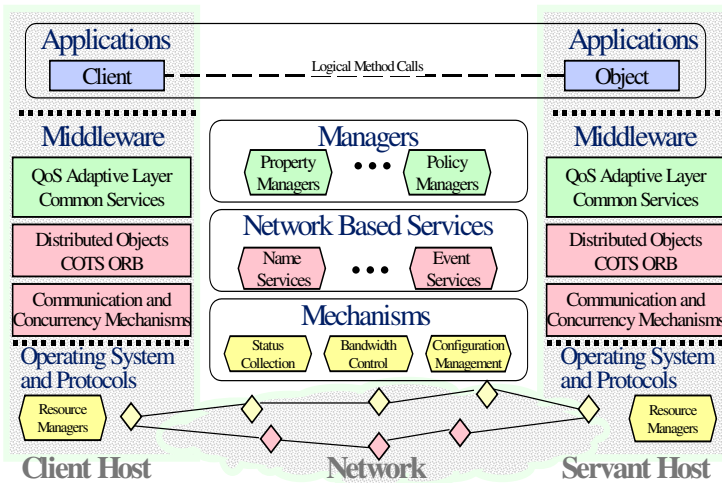 Applications
Client
Logical Method Calls
Applications
Object
Middleware
QoS Adaptive Layer
Common Services
Distributed Objects
COTS ORB
Communication and
Concurrency Mechanisms
Operating System
and Protocols
Resource
Managers
Client Host
Managers
Property
Managers
Policy
Managers
Network Based Services
Name
Services
Event
Services
Mechanisms
Status
Collection
Bandwidth
Control
Configuration
Management
Network
Middleware
QoS Adaptive Layer
Common Services
Distributed Objects
COTS ORB
Communication and
Concurrency Mechanisms
Operating System
and Protocols
Resource
Managers
Servant Host